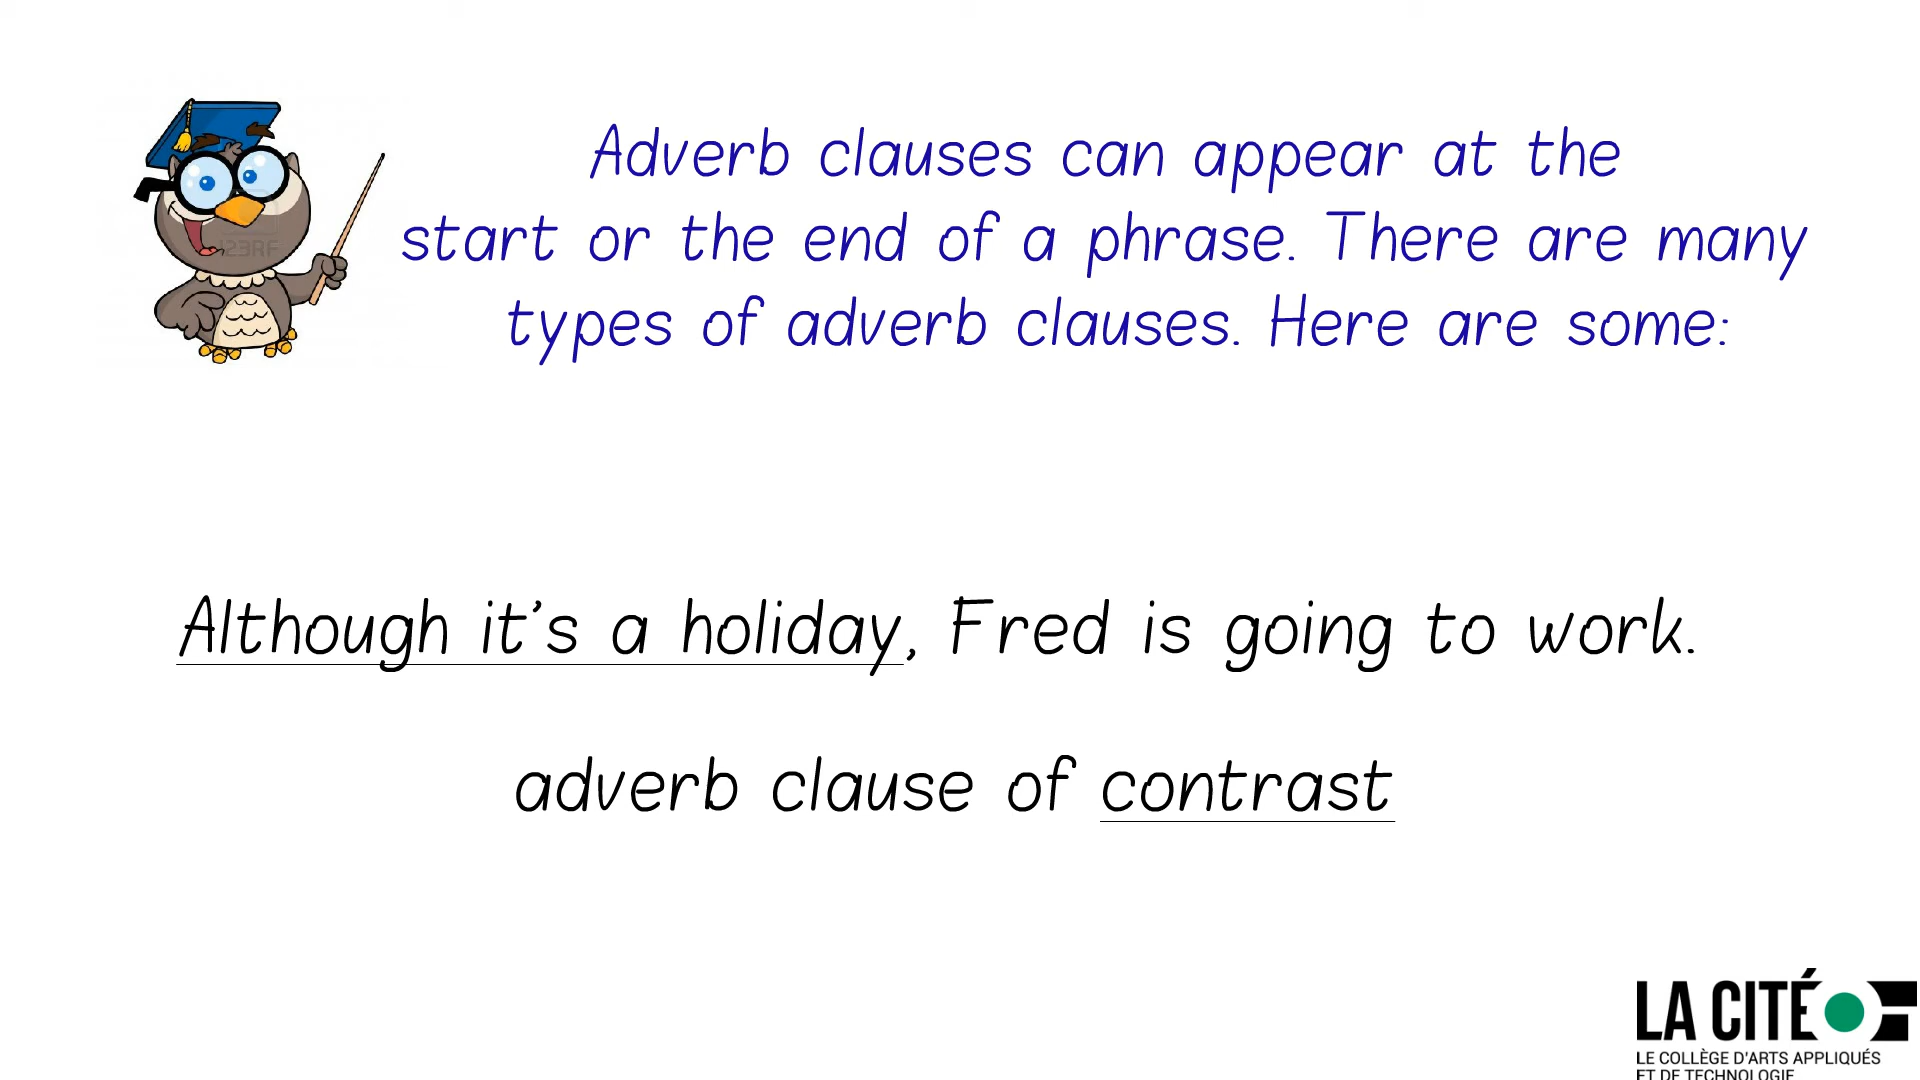 Adverb clauses can appear at the
start or the end of a phrase. There are many
types of adverb clauses. Here are some:
123RF
Although it's a holiday, Fred is going to work.
adverb clause of contrast
LA CITÉ
LE COLLÈGE D'ARTS APPLIQUÉS
ET DE TECHNOLOGIE